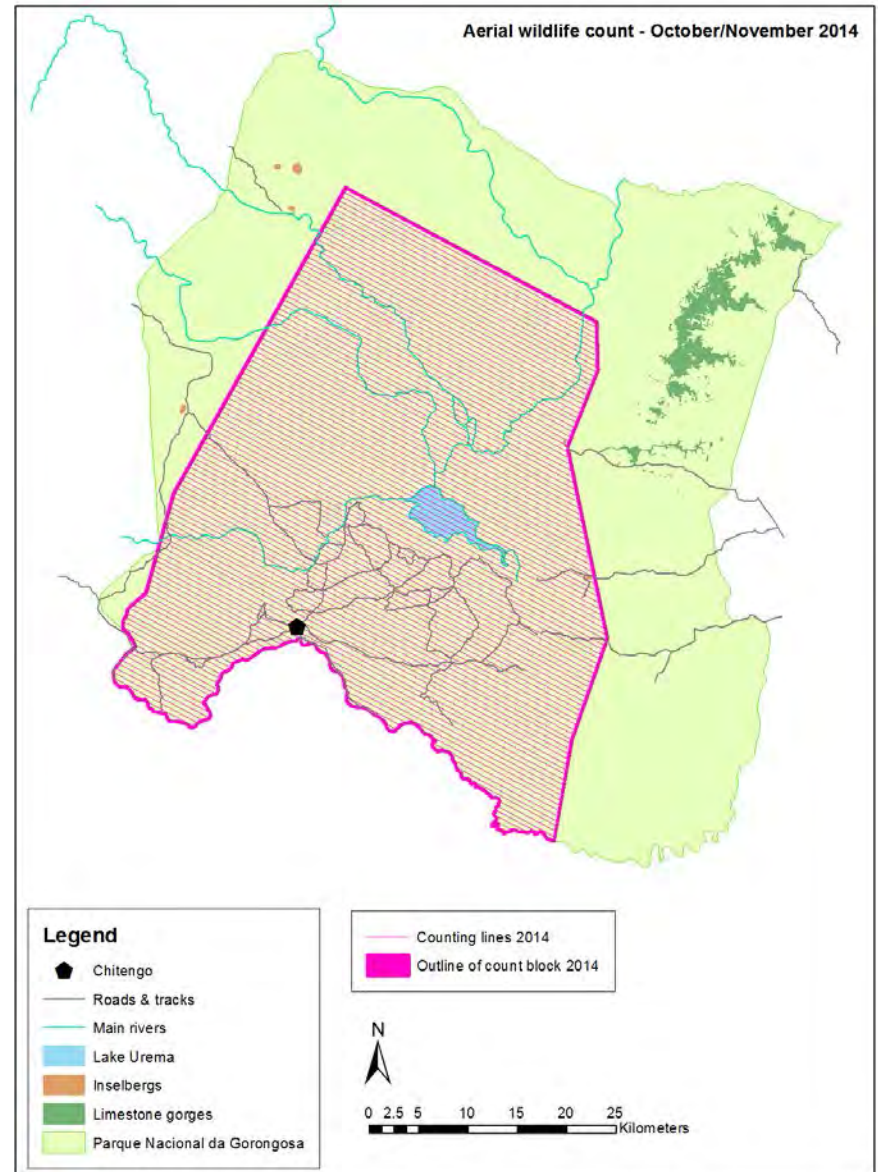 Aerial wildlife count - October/November 2014
Legend
Chitengo
Roads & tracks
Main rivers
Lake Urema
Inselbergs
Limestone gorges
Parque Nacional da Gorongosa
Counting lines 2014
Outline of count block 2014
N
0 2.5 5 10 15 20 25
Kilometers